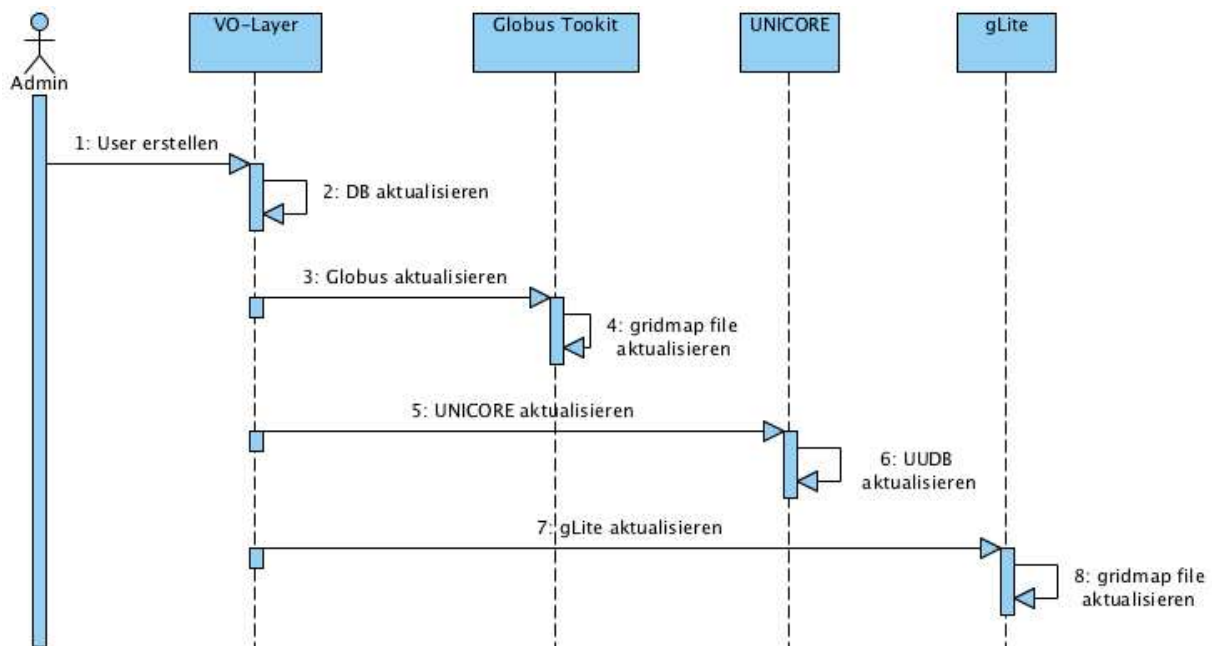 VO-Layer
Globus Tookit
UNICORE
gLite
Admin
1: User erstellen
2: DB aktualisieren
3: Globus aktualisieren
4: gridmap file
aktualisieren
5: UNICORE aktualisieren
6: UUDB
aktualisieren
7: gLite aktualisieren
8: gridmap file
aktualisieren